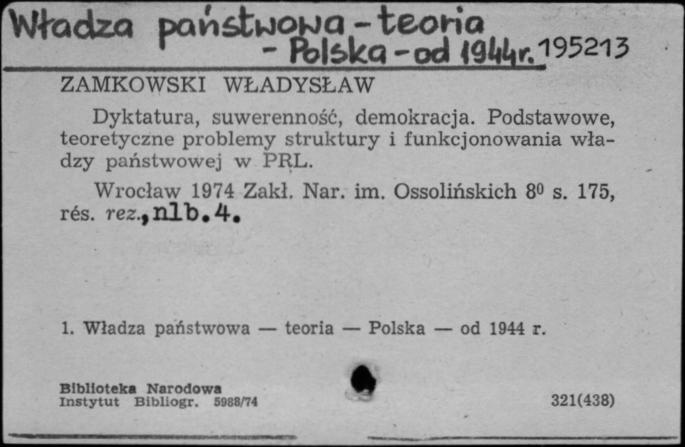 Władza państwowa - teoria
- Polska - od 1944r. 195213
ZAMKOWSKI WŁADYSŁAW
Dyktatura, suwerenność, demokracja. Podstawowe,
teoretyczne problemy struktury i funkcjonowania wła-
dzy państwowej w PRL.
Wrocław 1974 Zakł. Nar. im. Ossolińskich 8⁰ s. 175,
rés. rez., nlb. 4.
1. Władza państwowa — teoria — Polska — od 1944 r.
Biblioteka Narodowa
Instytut Bibliogr. 5988/74
321(438)